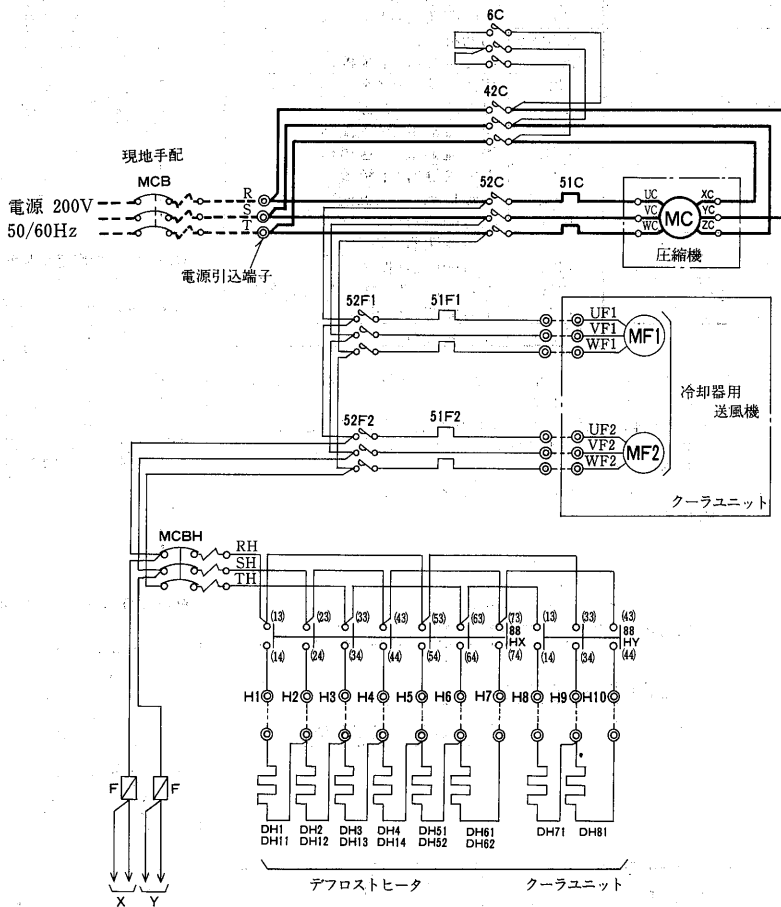 6C
42C
現地手配
MCB
R
S
T
52C
51C
UC
VC
WC
MC
XC
YC
ZC
電源 200V
50/60Hz
圧縮機
電源引込端子
52F1
51F1
UF1
VF1
WF1
MF1
冷却器用
送風機
52F2
51F2
UF2
VF2
WF2
MF2
クーラユニット
MCBH
RH
SH
TH
(13) (23) (33) (43) (53) (63) (73) (13) (33) (43)
88
HX
88
HY
(14) (24) (34) (44) (54) (64) (74) (14) (34) (44)
H1 H2 H3 H4 H5 H6 H7 H8 H9 H10
F F
DH1 DH2 DH3 DH4 DH51 DH61 DH71 DH81
DH11 DH12 DH13 DH14 DH52 DH62
デフロストヒータ クーラユニット
X Y